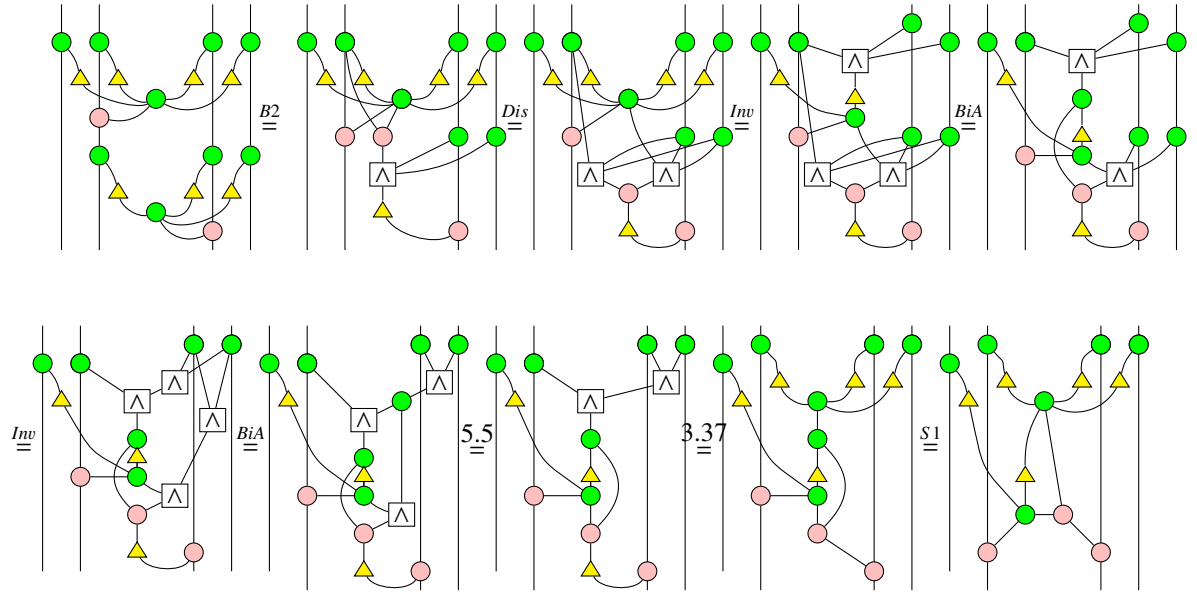 B2 = Dis = ∧ Inv = ∧ ∧ BiA = ∧ ∧ ∧ ∧ ∧
Inv = ∧ ∧ ∧ ∧ BiA = ∧ ∧ ∧ 5.5 = ∧ ∧ 3.37 = S1 =